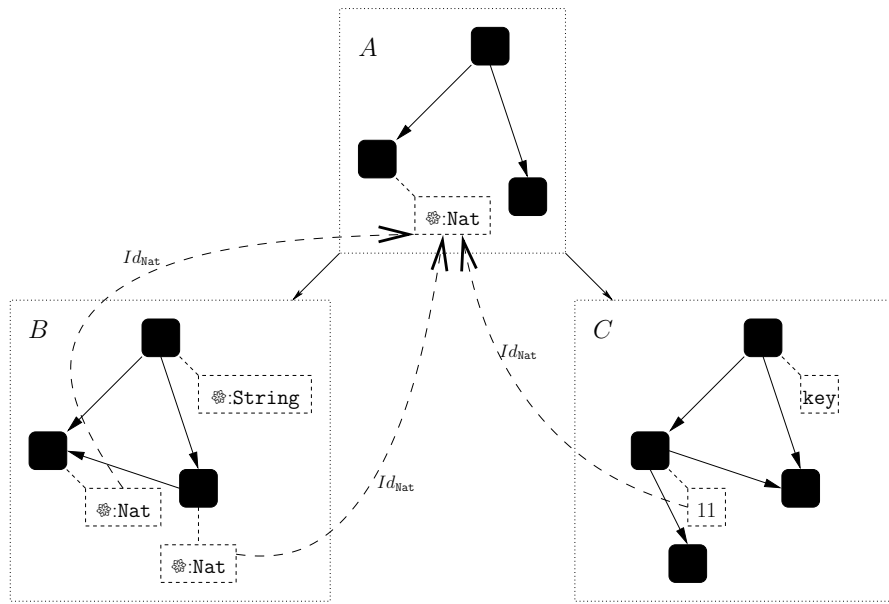 A
❀:Nat
Id_Nat
B
❀:String
Id_Nat
❀:Nat
Id_Nat
❀:Nat
C
key
11